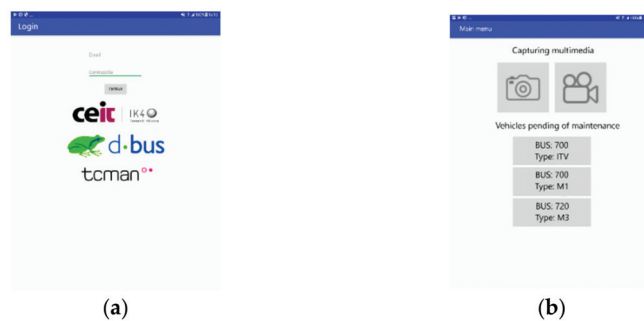 Login
Email
Contraseña
ceit
IK4
d·bus
tcman
(a)
Main menu
Capturing multimedia
Vehicles pending of maintenance
BUS: 700
Type: ITV
BUS: 700
Type: M1
BUS: 720
Type: M3
(b)